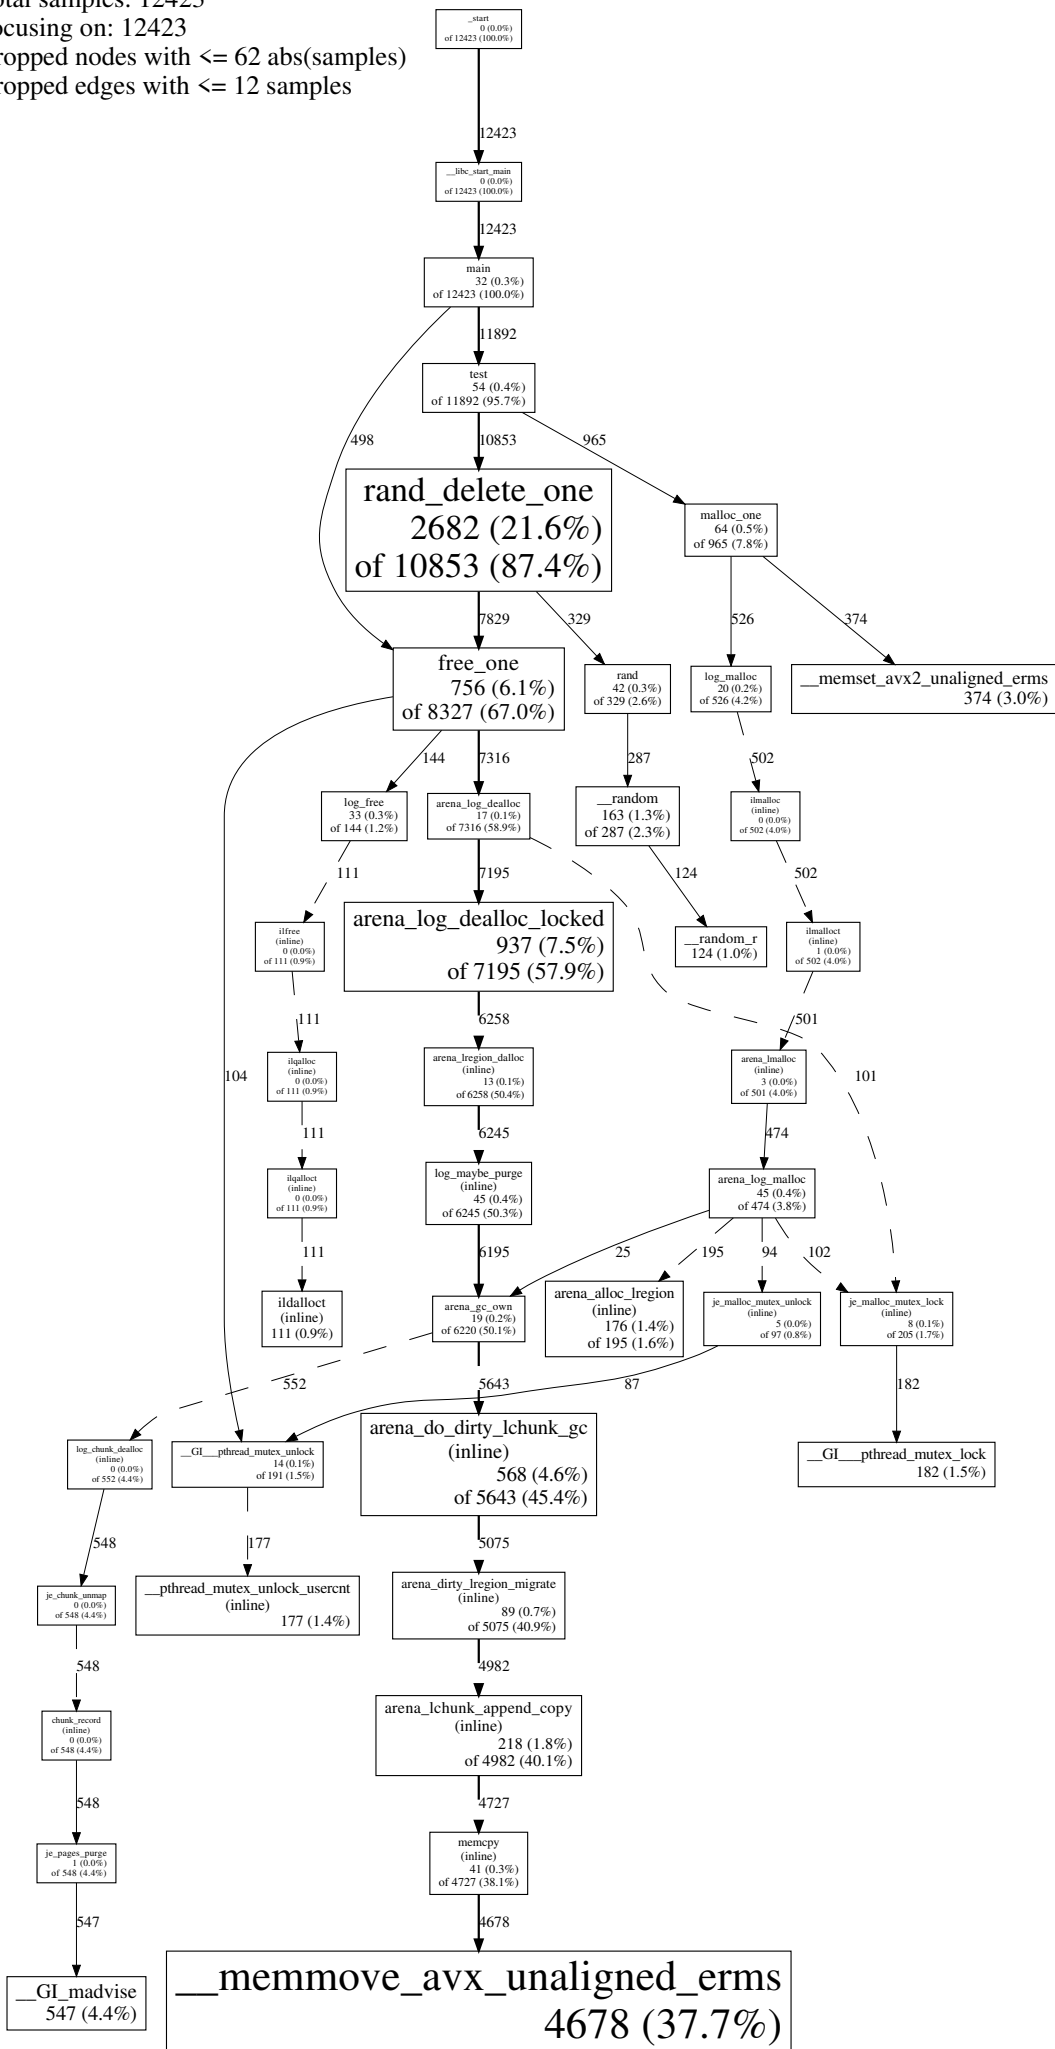 otal samples: 12423
ocusing on: 12423
ropped nodes with <= 62 abs(samples)
ropped edges with <= 12 samples
_start
0 (0.0%)
of 12423 (100.0%)
12423
__libc_start_main
0 (0.0%)
of 12423 (100.0%)
12423
main
32 (0.3%)
of 12423 (100.0%)
11892
498
test
54 (0.4%)
of 11892 (95.7%)
10853
965
rand_delete_one
2682 (21.6%)
of 10853 (87.4%)
malloc_one
64 (0.5%)
of 965 (7.8%)
7829
329
526
374
free_one
756 (6.1%)
of 8327 (67.0%)
rand
42 (0.3%)
of 329 (2.6%)
log_malloc
20 (0.2%)
of 526 (4.2%)
__memset_avx2_unaligned_erms
374 (3.0%)
144
7316
287
502
log_free
33 (0.3%)
of 144 (1.2%)
arena_log_dealloc
17 (0.1%)
of 7316 (58.9%)
__random
163 (1.3%)
of 287 (2.3%)
ilmalloc
(inline)
0 (0.0%)
of 502 (4.0%)
111
7195
124
502
ilfree
(inline)
0 (0.0%)
of 111 (0.9%)
arena_log_dealloc_locked
937 (7.5%)
of 7195 (57.9%)
__random_r
124 (1.0%)
ilmalloct
(inline)
1 (0.0%)
of 502 (4.0%)
111
6258
501
ilqalloc
(inline)
0 (0.0%)
of 111 (0.9%)
arena_lregion_dalloc
(inline)
13 (0.1%)
of 6258 (50.4%)
arena_lmalloc
(inline)
3 (0.0%)
of 501 (4.0%)
104
101
111
6245
474
ilqalloct
(inline)
0 (0.0%)
of 111 (0.9%)
log_maybe_purge
(inline)
45 (0.4%)
of 6245 (50.3%)
arena_log_malloc
45 (0.4%)
of 474 (3.8%)
111
6195
25
195
94
102
ildalloct
(inline)
111 (0.9%)
arena_gc_own
19 (0.2%)
of 6220 (50.1%)
arena_alloc_lregion
(inline)
176 (1.4%)
of 195 (1.6%)
je_malloc_mutex_unlock
(inline)
5 (0.0%)
of 97 (0.8%)
je_malloc_mutex_lock
(inline)
8 (0.1%)
of 205 (1.7%)
552
5643
87
182
log_chunk_dealloc
(inline)
0 (0.0%)
of 552 (4.4%)
__GI___pthread_mutex_unlock
14 (0.1%)
of 191 (1.5%)
arena_do_dirty_lchunk_gc
(inline)
568 (4.6%)
of 5643 (45.4%)
__GI___pthread_mutex_lock
182 (1.5%)
548
177
5075
je_chunk_unmap
0 (0.0%)
of 548 (4.4%)
__pthread_mutex_unlock_usercnt
(inline)
177 (1.4%)
arena_dirty_lregion_migrate
(inline)
89 (0.7%)
of 5075 (40.9%)
548
4982
chunk_record
(inline)
0 (0.0%)
of 548 (4.4%)
arena_lchunk_append_copy
(inline)
218 (1.8%)
of 4982 (40.1%)
548
4727
je_pages_purge
1 (0.0%)
of 548 (4.4%)
memcpy
(inline)
41 (0.3%)
of 4727 (38.1%)
547
4678
__GI_madvise
547 (4.4%)
__memmove_avx_unaligned_erms
4678 (37.7%)